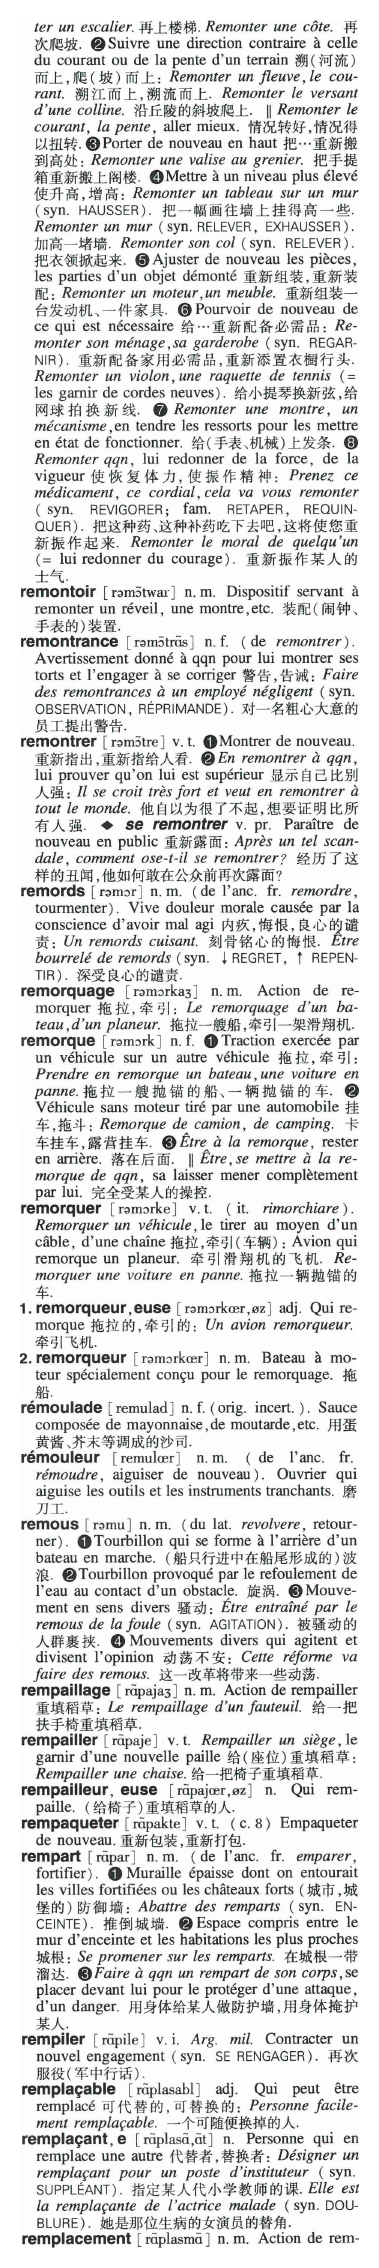 ter un escalier. 再上楼梯. Remonter une côte. 再
次爬坡. ❷Suivre une direction contraire à celle
du courant ou de la pente d'un terrain 溯(河流)
而上,爬(坡)而上: Remonter un fleuve, le cou-
rant. 溯江而上,溯流而上. Remonter le versant
d'une colline. 沿丘陵的斜坡爬上. ‖ Remonter le
courant, la pente, aller mieux. 情况转好,情况得
以扭转. ❸Porter de nouveau en haut 把…重新搬
到高处: Remonter une valise au grenier. 把手提
箱重新搬上阁楼. ❹Mettre à un niveau plus élevé
使升高,增高: Remonter un tableau sur un mur
(syn. HAUSSER). 把一幅画往墙上挂得高一些.
Remonter un mur (syn. RELEVER, EXHAUSSER).
加高一堵墙. Remonter son col (syn. RELEVER).
把衣领掀起来. ❺Ajuster de nouveau les pièces,
les parties d'un objet démonté 重新组装,重新装
配: Remonter un moteur, un meuble. 重新组装一
台发动机、一件家具. ❻Pourvoir de nouveau de
ce qui est nécessaire 给…重新配备必需品: Re-
monter son ménage, sa garderobe (syn. REGAR-
NIR). 重新配备家用必需品,重新添置衣橱行头.
Remonter un violon, une raquette de tennis (=
les garnir de cordes neuves). 给小提琴换新弦,给
网球拍换新线. ❼ Remonter une montre, un
mécanisme, en tendre les ressorts pour les mettre
en état de fonctionner. 给(手表、机械)上发条. ❽
Remonter qqn, lui redonner de la force, de la
vigueur 使恢复体力,使振作精神: Prenez ce
médicament, ce cordial, cela va vous remonter
( syn. REVIGORER; fam. RETAPER, REQUIN-
QUER). 把这种药、这种补药吃下去吧,这将使您重
新振作起来. Remonter le moral de quelqu'un
(= lui redonner du courage). 重新振作某人的
士气.
remontoir [rəmɔ̃twar] n. m. Dispositif servant à
remonter un réveil, une montre, etc. 装配(闹钟、
手表的)装置.
remontrance [rəmɔ̃trɑ̃s] n. f. (de remontrer).
Avertissement donné à qqn pour lui montrer ses
torts et l'engager à se corriger 警告,告诫: Faire
des remontrances à un employé négligent (syn.
OBSERVATION, RÉPRIMANDE). 对一名粗心大意的
员工提出警告.
remontrer [rəmɔ̃tre] v. t. ❶Montrer de nouveau.
重新指出,重新指给人看. ❷En remontrer à qqn,
lui prouver qu'on lui est supérieur 显示自己比别
人强: Il se croit très fort et veut en remontrer à
tout le monde. 他自以为很了不起,想要证明比所
有人强. ◆ se remontrer v. pr. Paraître de
nouveau en public 重新露面: Après un tel scan-
dale, comment ose-t-il se remontrer? 经历了这
样的丑闻,他如何敢在公众前再次露面?
remords [rəmɔr] n. m. (de l'anc. fr. remordre,
tourmenter). Vive douleur morale causée par la
conscience d'avoir mal agi 内疚,悔恨,良心的谴
责: Un remords cuisant. 刻骨铭心的悔恨. Être
bourrelé de remords (syn. ↓REGRET, ↑ REPEN-
TIR). 深受良心的谴责.
remorquage [rəmɔrkaʒ] n. m. Action de re-
morquer 拖拉,牵引: Le remorquage d'un ba-
teau, d'un planeur. 拖拉一艘船,牵引一架滑翔机.
remorque [rəmɔrk] n. f. ❶Traction exercée par
un véhicule sur un autre véhicule 拖拉,牵引:
Prendre en remorque un bateau, une voiture en
panne. 拖拉一艘抛锚的船、一辆抛锚的车. ❷
Véhicule sans moteur tiré par une automobile 挂
车,拖斗: Remorque de camion, de camping. 卡
车挂车,露营挂车. ❸Être à la remorque, rester
en arrière. 落在后面. ‖ Être, se mettre à la re-
morque de qqn, sa laisser mener complètement
par lui. 完全受某人的操控.
remorquer [rəmɔrke] v. t. ( it. rimorchiare).
Remorquer un véhicule, le tirer au moyen d'un
câble, d'une chaîne 拖拉,牵引(车辆): Avion qui
remorque un planeur. 牵引滑翔机的飞机. Re-
morquer une voiture en panne. 拖拉一辆抛锚的
车.
1. remorqueur, euse [rəmɔrkœr, øz] adj. Qui re-
morque 拖拉的,牵引的: Un avion remorqueur.
牵引飞机.
2. remorqueur [rəmɔrkœr] n. m. Bateau à mo-
teur spécialement conçu pour le remorquage. 拖
船.
rémoulade [remulad] n. f. (orig. incert.). Sauce
composée de mayonnaise, de moutarde, etc. 用蛋
黄酱、芥末等调成的沙司.
rémouleur [remulœr] n. m. ( de l'anc. fr.
rémoudre, aiguiser de nouveau). Ouvrier qui
aiguise les outils et les instruments tranchants. 磨
刀工.
remous [rəmu] n. m. (du lat. revolvere, retour-
ner). ❶Tourbillon qui se forme à l'arrière d'un
bateau en marche. (船只行进中在船尾形成的)波
浪. ❷Tourbillon provoqué par le refoulement de
l'eau au contact d'un obstacle. 旋涡. ❸Mouve-
ment en sens divers 骚动: Être entraîné par le
remous de la foule (syn. AGITATION). 被骚动的
人群裹挟. ❹ Mouvements divers qui agitent et
divisent l'opinion 动荡不安: Cette réforme va
faire des remous. 这一改革将带来一些动荡.
rempaillage [rɑ̃pajaʒ] n. m. Action de rempailler
重填稻草: Le rempaillage d'un fauteuil. 给一把
扶手椅重填稻草.
rempailler [rɑ̃paje] v. t. Rempailler un siège, le
garnir d'une nouvelle paille 给(座位)重填稻草:
Rempailler une chaise. 给一把椅子重填稻草.
rempailleur, euse [rɑ̃pajœr, øz] n. Qui rem-
paille. (给椅子)重填稻草的人.
rempaqueter [rɑ̃pakte] v. t. (c. 8) Empaqueter
de nouveau. 重新包装,重新打包.
rempart [rɑ̃par] n. m. (de l'anc. fr. emparer,
fortifier). ❶ Muraille épaisse dont on entourait
les villes fortifiées ou les châteaux forts (城市,城
堡的) 防御墙: Abattre des remparts (syn. EN-
CEINTE). 推倒城墙. ❷Espace compris entre le
mur d'enceinte et les habitations les plus proches
城根: Se promener sur les remparts. 在城根一带
溜达. ❸Faire à qqn un rempart de son corps, se
placer devant lui pour le protéger d'une attaque,
d'un danger. 用身体给某人做防护墙,用身体掩护
某人.
rempiler [rɑ̃pile] v. i. Arg. mil. Contracter un
nouvel engagement (syn. SE RENGAGER). 再次
服役(军中行话).
remplaçable [rɑ̃plasabl] adj. Qui peut être
remplacé 可代替的,可替换的: Personne facile-
ment remplaçable. 一个可随便换掉的人.
remplaçant, e [rɑ̃plasɑ̃, ɑ̃t] n. Personne qui en
remplace une autre 代替者,替换者: Désigner un
remplaçant pour un poste d'instituteur ( syn.
SUPPLÉANT). 指定某人代小学教师的课. Elle est
la remplaçante de l'actrice malade (syn. DOU-
BLURE). 她是那位生病的女演员的替角.
remplacement [rɑ̃plasmɑ̃] n. m. Action de rem-